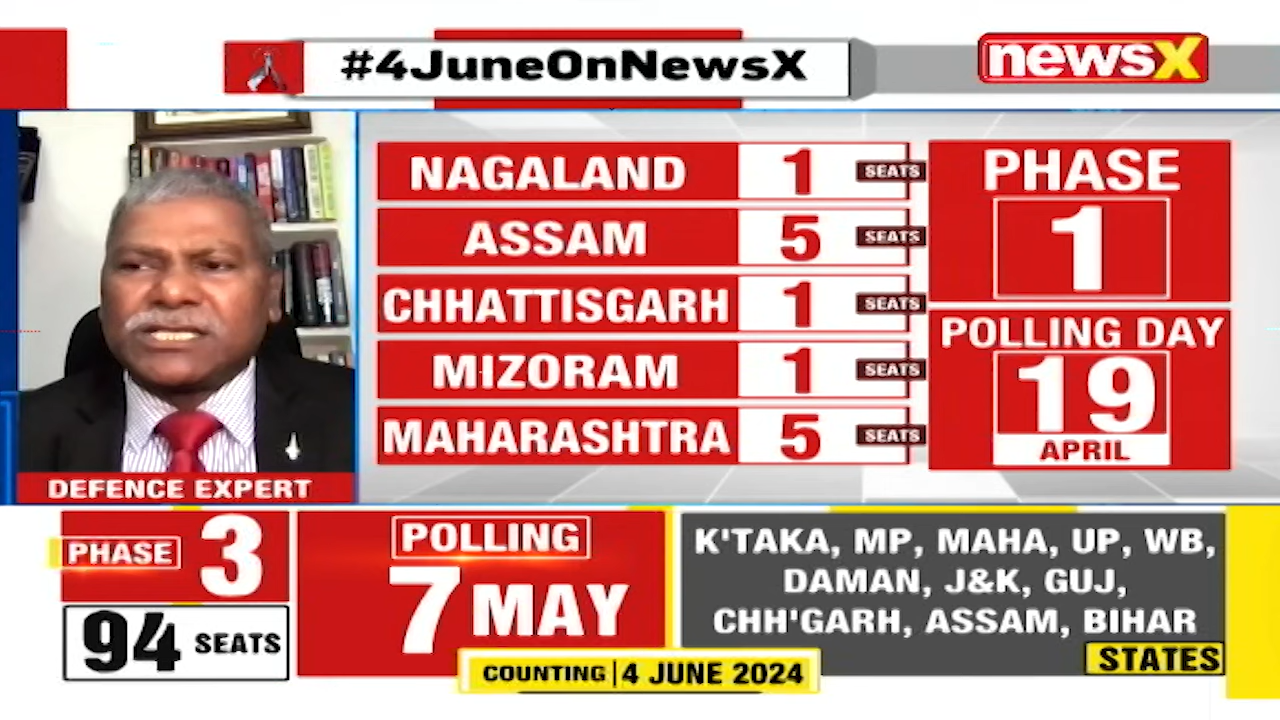 #4JuneOnNewsX
newsX
NAGALAND 1 SEATS
ASSAM 5 SEATS
CHHATTISGARH 1 SEATS
MIZORAM 1 SEATS
MAHARASHTRA 5 SEATS
PHASE
1
POLLING DAY
19
APRIL
DEFENCE EXPERT
PHASE 3
94 SEATS
POLLING
7 MAY
K'TAKA, MP, MAHA, UP, WB,
DAMAN, J&K, GUJ,
CHH'GARH, ASSAM, BIHAR
STATES
COUNTING | 4 JUNE 2024